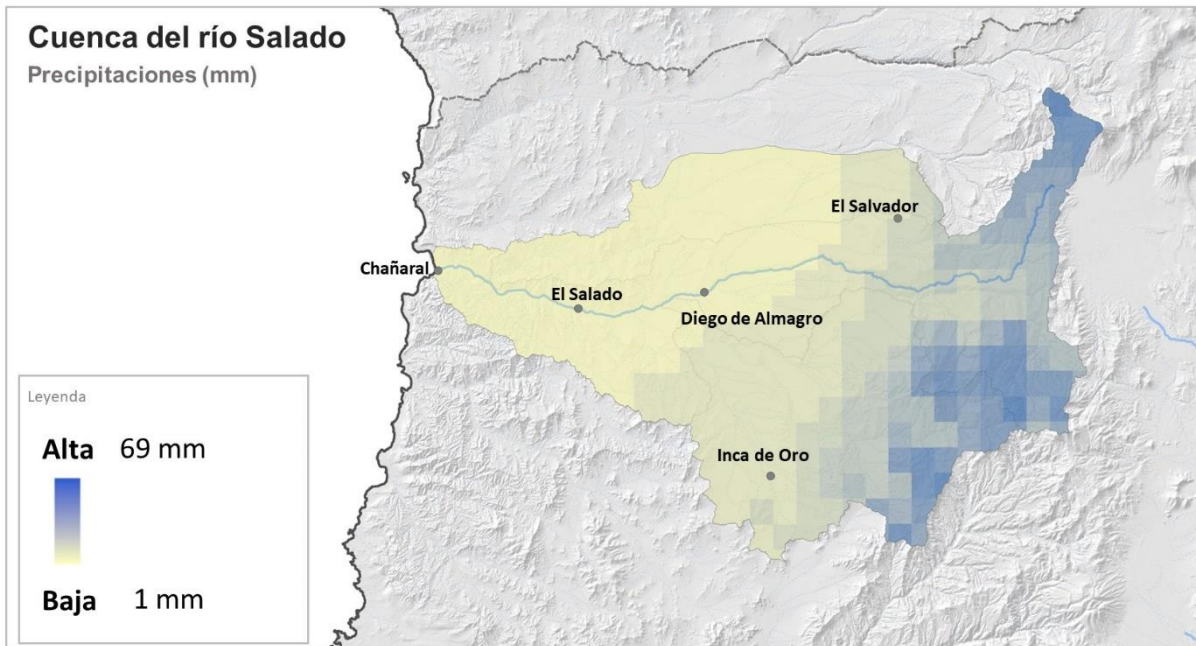 Cuenca del río Salado
Precipitaciones (mm)
El Salvador
Chañaral
El Salado
Diego de Almagro
Inca de Oro
Leyenda
Alta 69 mm
Baja 1 mm